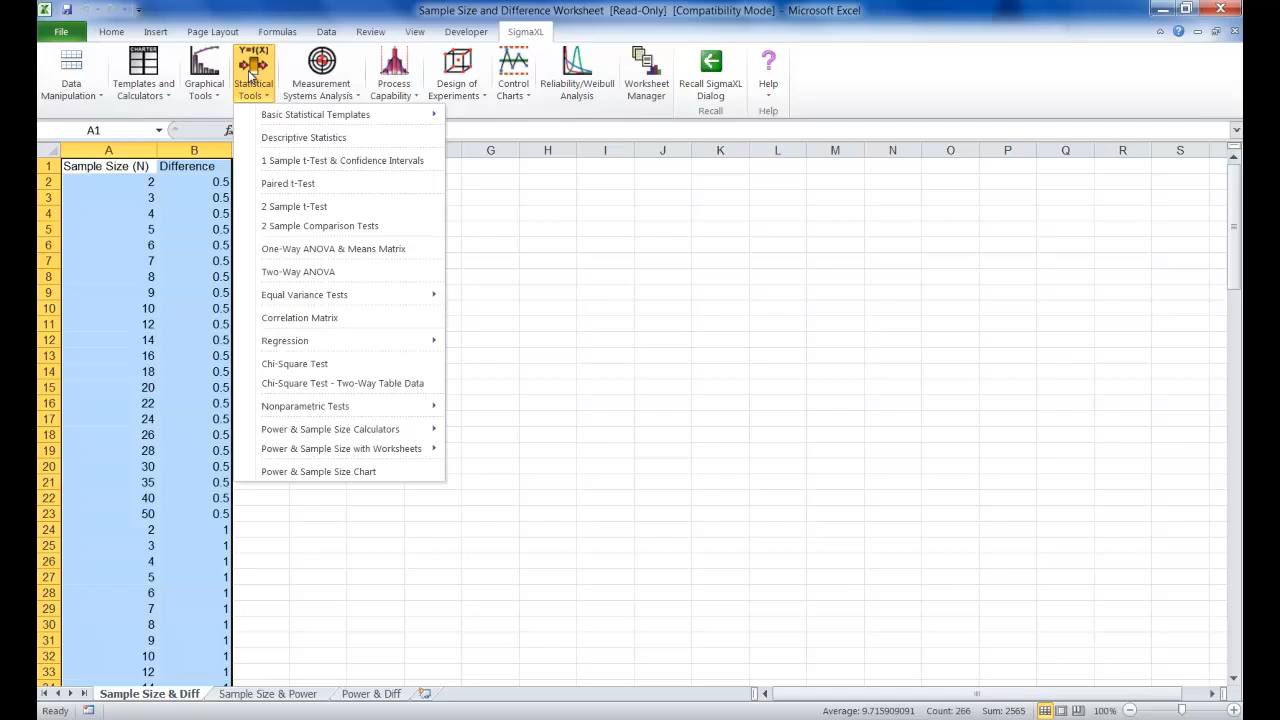 Sample Size and Difference Worksheet [Read-Only] [Compatibility Mode] - Microsoft Excel
File Home Insert Page Layout Formulas Data Review View Developer SigmaXL
Data Manipulation
CHARTER
Templates and Calculators
Graphical Tools
Y=f(X)
Statistical Tools
Measurement Systems Analysis
Process Capability
Design of Experiments
Control Charts
Reliability/Weibull Analysis
Worksheet Manager
Recall SigmaXL Dialog
Help
Recall Help
A1
Basic Statistical Templates
Descriptive Statistics
1 Sample t-Test & Confidence Intervals
Paired t-Test
2 Sample t-Test
2 Sample Comparison Tests
One-Way ANOVA & Means Matrix
Two-Way ANOVA
Equal Variance Tests
Correlation Matrix
Regression
Chi-Square Test
Chi-Square Test - Two-Way Table Data
Nonparametric Tests
Power & Sample Size Calculators
Power & Sample Size with Worksheets
Power & Sample Size Chart
A B G H I J K L M N O P Q R S
1 Sample Size (N) Difference
2 2 0.5
3 3 0.5
4 4 0.5
5 5 0.5
6 6 0.5
7 7 0.5
8 8 0.5
9 9 0.5
10 10 0.5
11 12 0.5
12 14 0.5
13 16 0.5
14 18 0.5
15 20 0.5
16 22 0.5
17 24 0.5
18 26 0.5
19 28 0.5
20 30 0.5
21 35 0.5
22 40 0.5
23 50 0.5
24 2 1
25 3 1
26 4 1
27 5 1
28 6 1
29 7 1
30 8 1
31 9 1
32 10 1
33 12 1
Sample Size & Diff Sample Size & Power Power & Diff
Ready Average: 9.715909091 Count: 266 Sum: 2565 100%